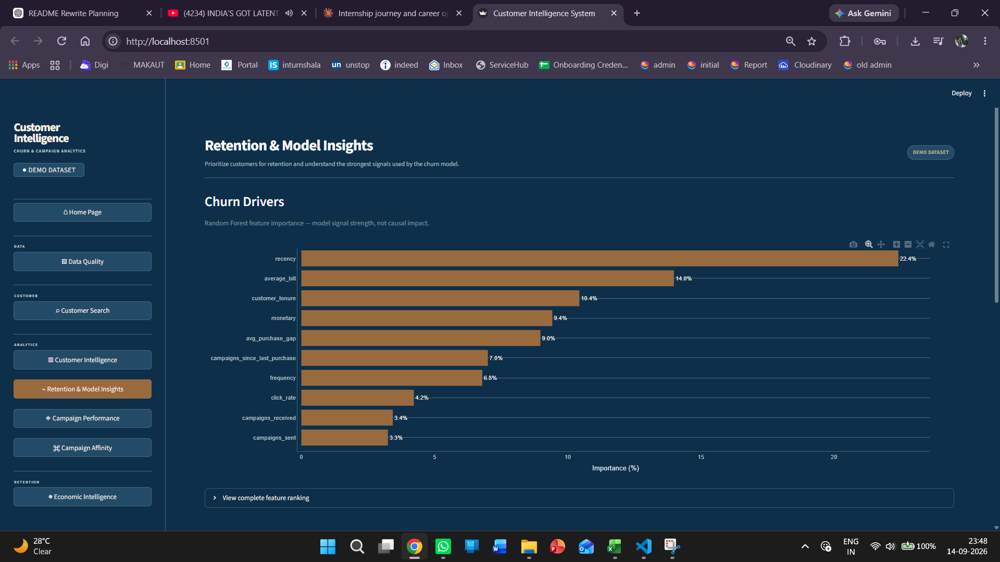 README Rewrite Planning
(4234) INDIA'S GOT LATENT
Internship journey and career op
Customer Intelligence System
Ask Gemini
http://localhost:8501
Apps
Digi
MAKAUT
Home
Portal
IS inturnshala
un unstop
indeed
Inbox
ServiceHub
Onboarding Creden...
admin
initial
Report
Cloudinary
old admin
»
Deploy
Customer
Intelligence
CHURN & CAMPAIGN ANALYTICS
● DEMO DATASET
⌂ Home Page
DATA
▧ Data Quality
CUSTOMER
⌕ Customer Search
ANALYTICS
▥ Customer Intelligence
⌁ Retention & Model Insights
◈ Campaign Performance
⌘ Campaign Affinity
RETENTION
◉ Economic Intelligence
Retention & Model Insights
DEMO DATASET
Prioritize customers for retention and understand the strongest signals used by the churn model.
Churn Drivers
Random Forest feature importance — model signal strength, not causal impact.
recency 22.4%
average_bill 14.0%
customer_tenure 10.4%
monetary 9.4%
avg_purchase_gap 9.0%
campaigns_since_last_purchase 7.0%
frequency 6.8%
click_rate 4.2%
campaigns_received 3.4%
campaigns_sent 3.3%
0 5 10 15 20
Importance (%)
View complete feature ranking
28°C
Clear
ENG
IN
100%
23:48
14-09-2026